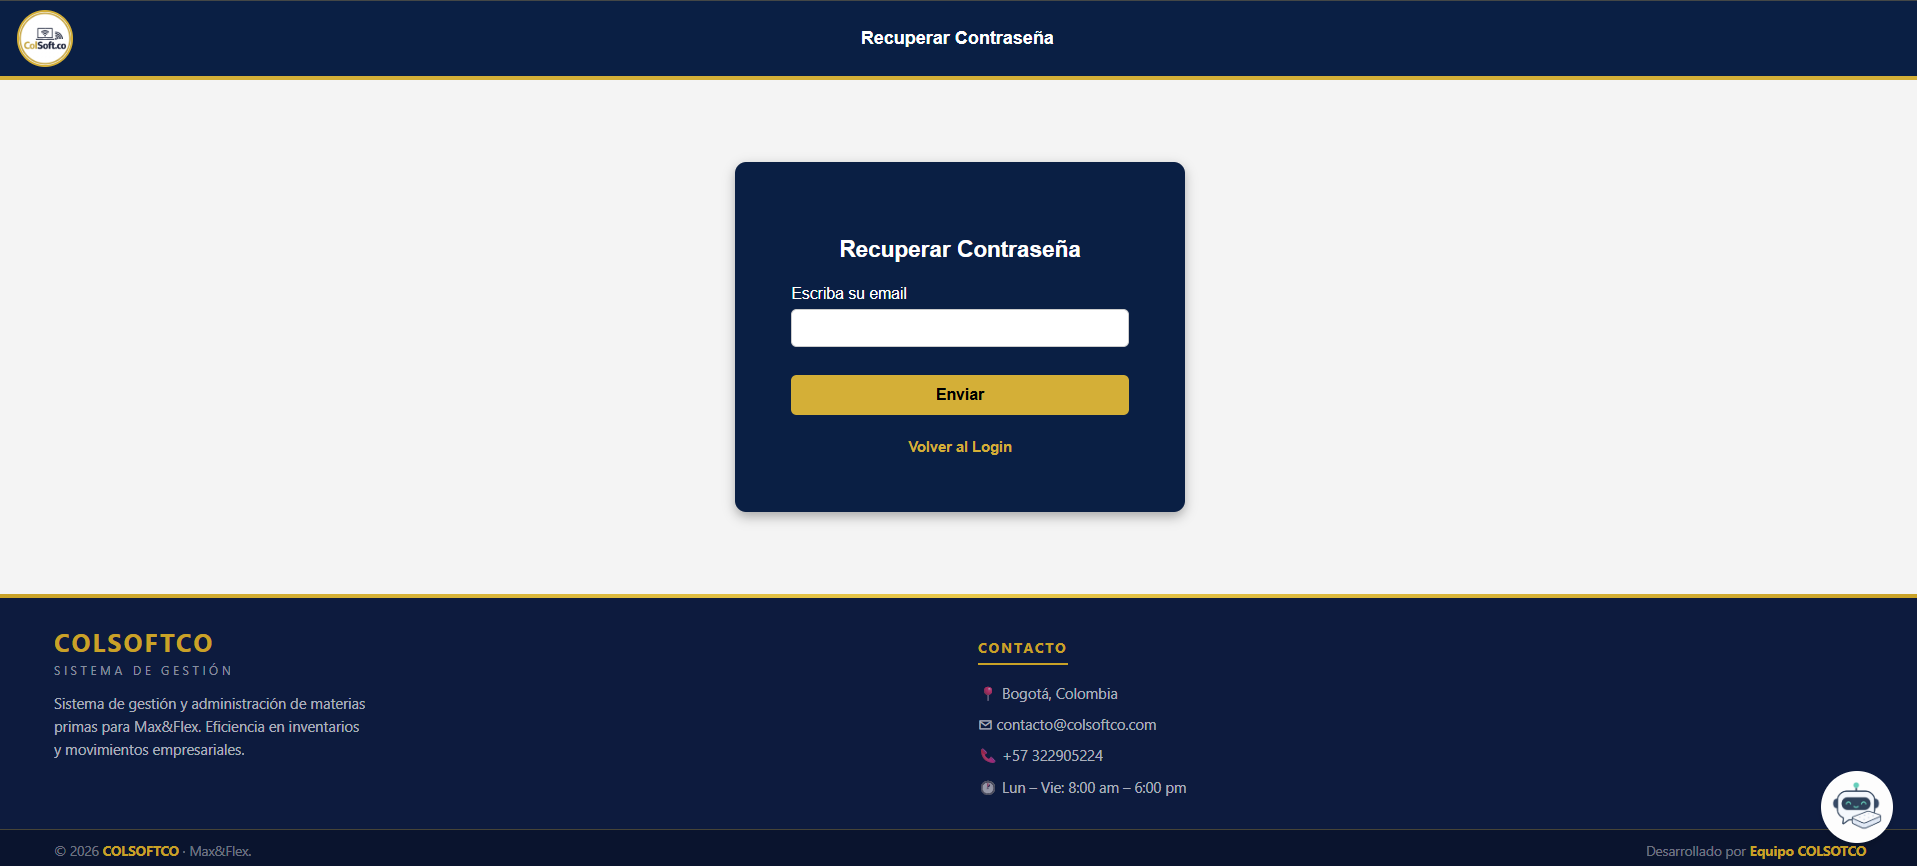 ColSoft.co
Recuperar Contraseña
Recuperar Contraseña
Escriba su email
Enviar
Volver al Login
COLSOFTCO
SISTEMA DE GESTIÓN
Sistema de gestión y administración de materias
primas para Max&Flex. Eficiencia en inventarios
y movimientos empresariales.
CONTACTO
Bogotá, Colombia
contacto@colsoftco.com
+57 322905224
Lun – Vie: 8:00 am – 6:00 pm
© 2026 COLSOFTCO · Max&Flex.
Desarrollado por Equipo COLSOTCO